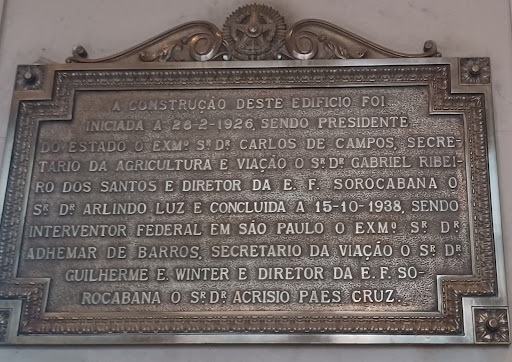 A CONSTRUCÇÃO DESTE EDIFICIO FOI
INICIADA A 26-2-1926, SENDO PRESIDENTE
DO ESTADO O EXMº SR DR CARLOS DE CAMPOS, SECRE-
TARIO DA AGRICULTURA E VIAÇÃO O SR DR GABRIEL RIBEI-
RO DOS SANTOS E DIRETOR DA E. F. SOROCABANA O
SR DR ARLINDO LUZ E CONCLUIDA A 15-10-1938, SENDO
INTERVENTOR FEDERAL EM SÃO PAULO O EXMº SR DR
ADHEMAR DE BARROS, SECRETARIO DA VIAÇÃO O SR DR
GUILHERME E. WINTER E DIRETOR DA E. F. SO-
ROCABANA O SR DR ACRISIO PAES CRUZ.